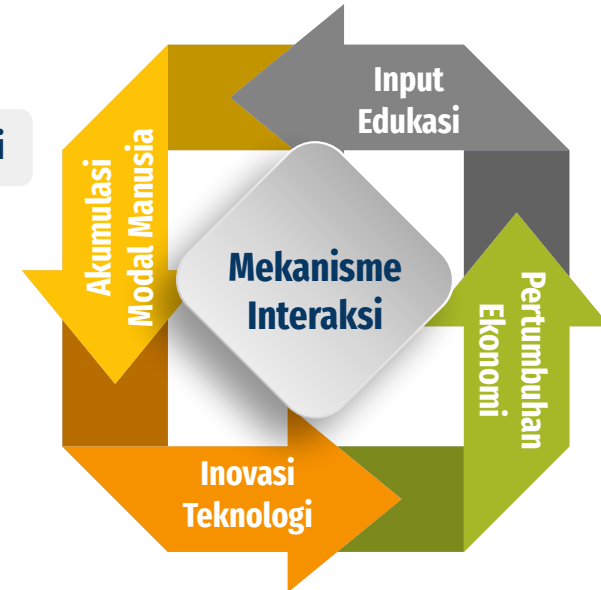 Input
Edukasi
i
Akumulasi
Modal Manusia
Mekanisme
Interaksi
Pertumbuhan
Ekonomi
Inovasi
Teknologi